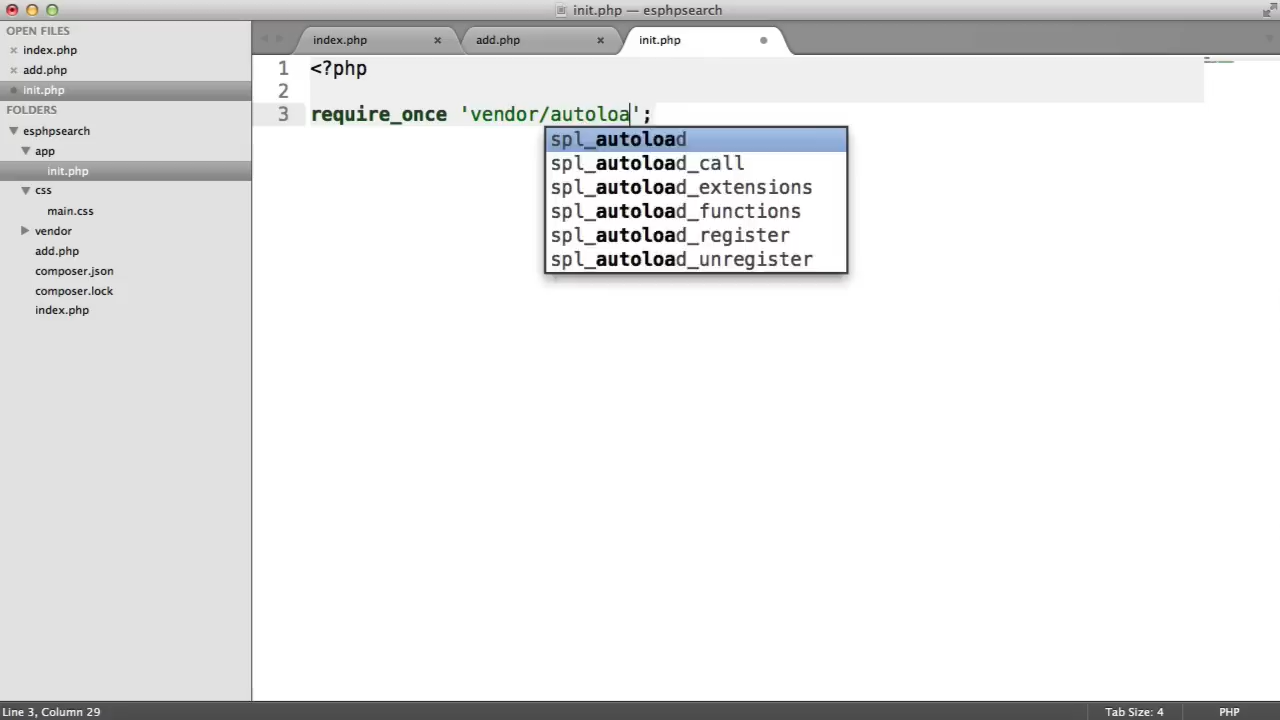 init.php — esphpsearch
OPEN FILES
index.php
add.php
init.php
FOLDERS
esphpsearch
app
init.php
css
main.css
vendor
add.php
composer.json
composer.lock
index.php
index.php
add.php
init.php
1 <?php
2
3 require_once 'vendor/autoloa';
spl_autoload
spl_autoload_call
spl_autoload_extensions
spl_autoload_functions
spl_autoload_register
spl_autoload_unregister
Line 3, Column 29
Tab Size: 4
PHP